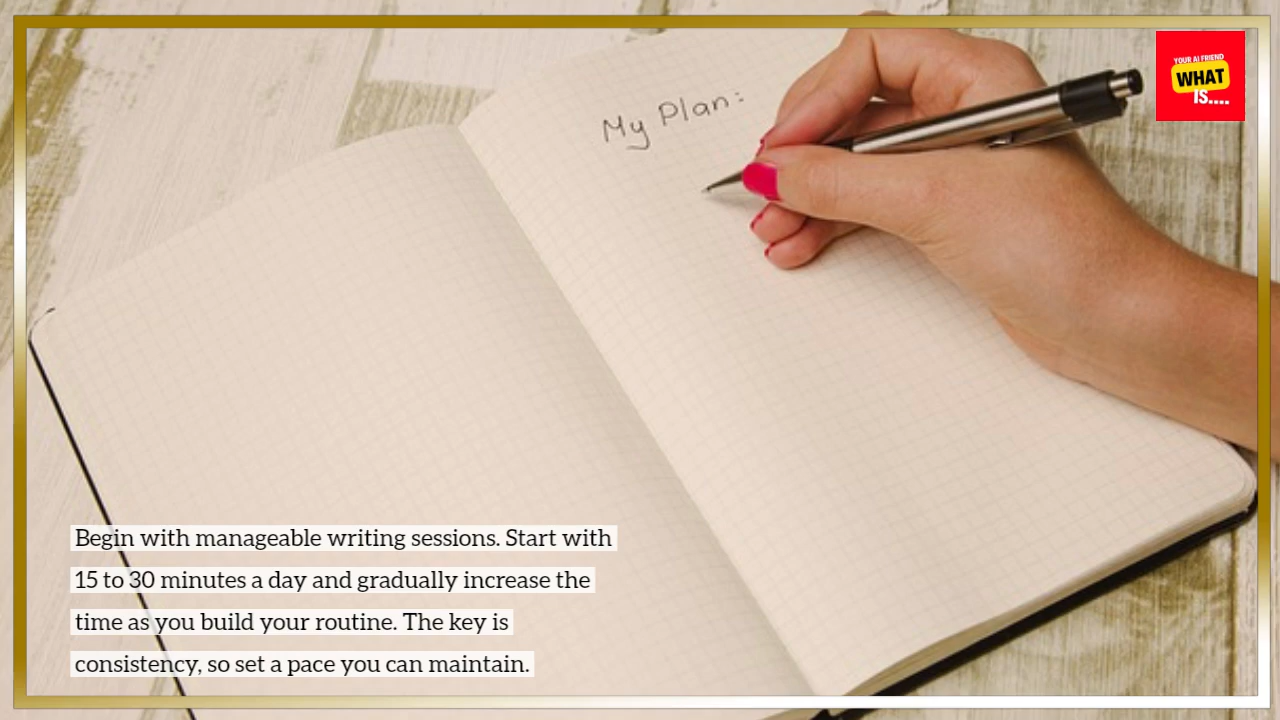 My Plan:
YOUR AI FRIEND
WHAT
IS....
Begin with manageable writing sessions. Start with
15 to 30 minutes a day and gradually increase the
time as you build your routine. The key is
consistency, so set a pace you can maintain.